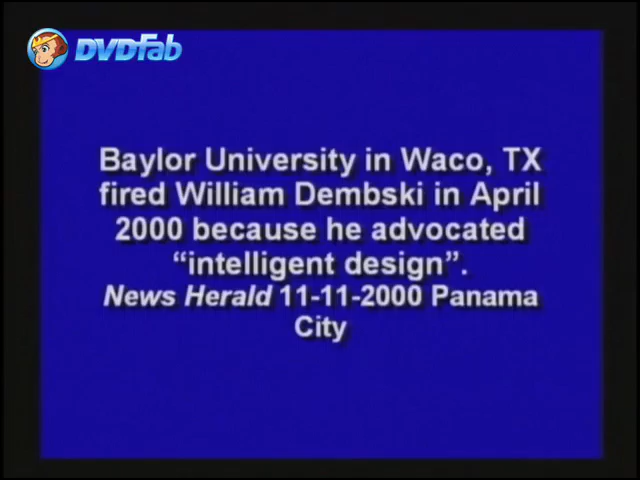 DVDFab
Baylor University in Waco, TX
fired William Dembski in April
2000 because he advocated
“intelligent design”.
News Herald 11-11-2000 Panama
City